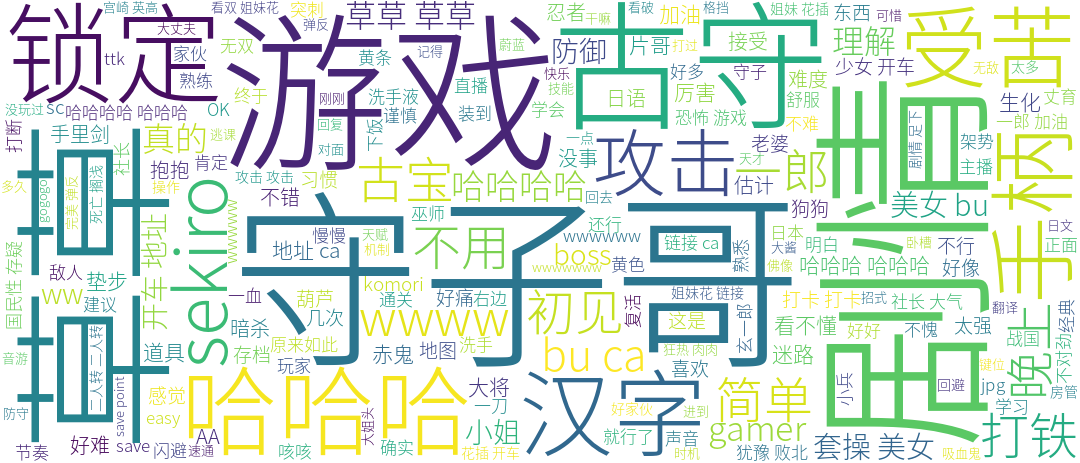 宫崎 英高
看双 姐妹花
突刺
草草 草草
忍者
干嘛
看破
格挡
姐妹 花插
东西
可惜
锁定
大丈夫
弹反
加油
游戏
古守
受苦
家伙
无双
黄条
记得
蔚蓝
防御
片哥
打过
接受
理解
少女 开车
无敌
太多
ttk
熟练
终于
直播
快乐
好多
守子
日语
难度
没玩过
sc
哈哈哈哈 哈哈哈
OK
刚刚
洗手液
装到
技能
厉害
舒服
生化
丈育
打断
手里剑
真的
逃课
回复
下饭
谨慎
学会
恐怖 游戏
不难
一郎 加油
社长
抱抱
肯定
对面
攻击 攻击
习惯
一点
没事
攻击
老婆
天才
一郎
直播
剧情 足下
架势
主播
手柄
多久
gogogo
操作
完美 弹反
死亡 搁浅
sekiro
不错
古宝
哈哈哈哈
估计
狗狗
美女 bu
国民性 存疑
地址
开车
wwwwww
巫师
回去
日本
大酱
卧槽
日文
正面
敌人
ww
垫步
地址 ca
慢慢
天赋
机制
守子哥
不用
还行
wwwwww
链接 ca
熟悉
明白
不行
好像
黄色
佛像
哈哈哈 哈哈哈
建议
一血
komori
boss
wwwwwww
姐妹花 链接
打卡 打卡
招式
社长 大气
翻译
音游
二人转 二人转
暗杀
葫芦
通关
好痛
右边
wwww
初见
复活
这是
玄一郎
看不懂
好好
不愧
太强
战国
晚上
不对劲
经典
道具
存档
几次
原来如此
赤鬼
地图
洗手
bu ca
迷路
键位
防守
save point
感觉
玩家
哈哈哈
大将
汉字
喜欢
狂热 肉肉
简单
小兵
回避
jpg
房管
easy
大姐头
一刀
好家伙
进到
gamer
学习
打铁
节奏
好难
save
AA
闪避
速通
咳咳
确实
小姐
花插 开车
就行了
声音
时机
犹豫 败北
套操 美女
吸血鬼